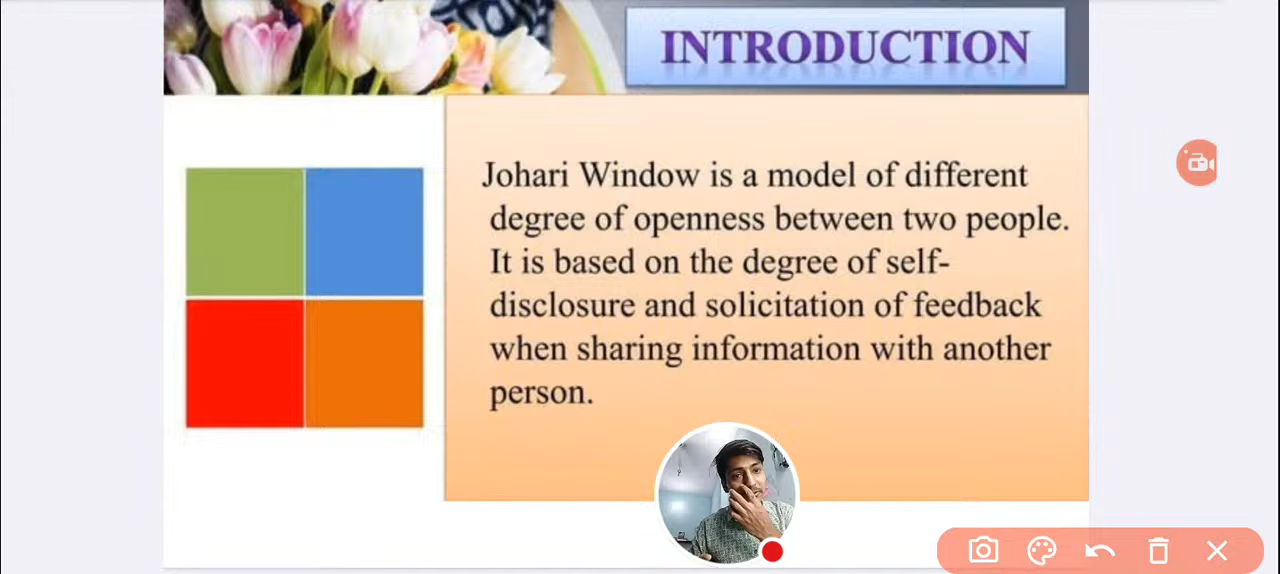 INTRODUCTION
Johari Window is a model of different
degree of openness between two people.
It is based on the degree of self-
disclosure and solicitation of feedback
when sharing information with another
person.